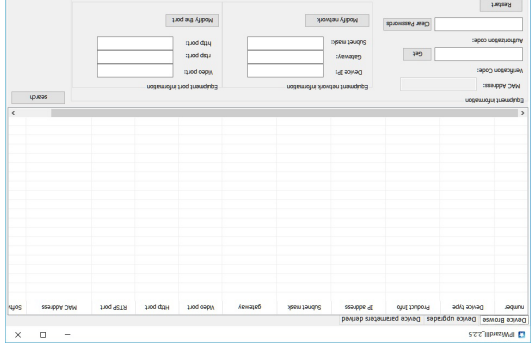 IPWizardIII_2.2.5
Device Browse Device upgrades Device parameters derived
number Device type Product Info IP address Subnet mask gateway Video port Http port RTSP port MAC Address Softv
Equipment information
MAC Address:
Verification Code:
Get
Authorization code:
Clear Passwords
Restart
Equipment network information
Device IP:
Gateway:
Subnet mask:
Modify network
Equipment port information
Video port:
rtsp port:
http port:
Modify the port
search